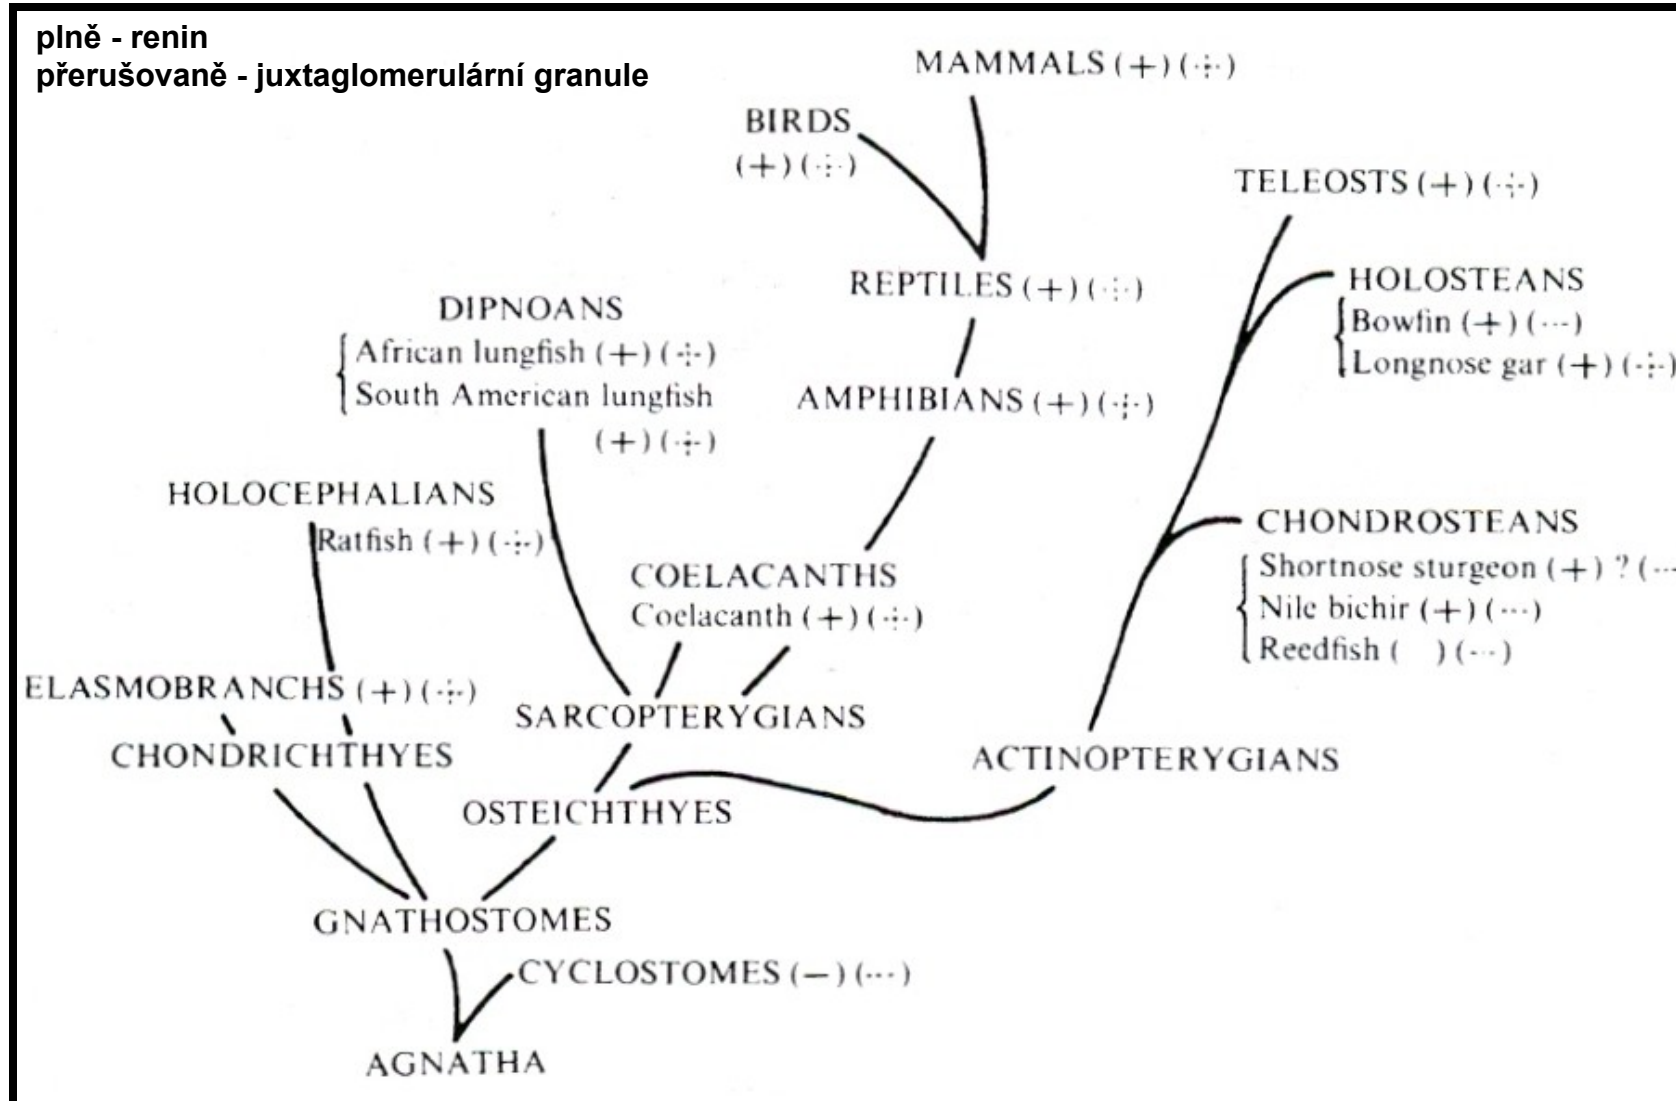 plně - renin
přerušovaně - juxtaglomerulární granule
MAMMALS (+) (·÷·)
BIRDS
(+) (·÷·)
TELEOSTS (+) (·÷·)
REPTILES (+) (·÷·)
HOLOSTEANS
Bowfin (+) (···)
Longnose gar (+) (·÷·)
DIPNOANS
African lungfish (+) (·÷·)
South American lungfish
(+) (·÷·)
AMPHIBIANS (+) (·÷·)
HOLOCEPHALIANS
Ratfish (+) (·÷·)
CHONDROSTEANS
Shortnose sturgeon (+) ? (···
Nile bichir (+) (···)
Reedfish ( ) (···)
COELACANTHS
Coelacanth (+) (·÷·)
ELASMOBRANCHS (+) (·÷·)
SARCOPTERYGIANS
CHONDRICHTHYES
ACTINOPTERYGIANS
OSTEICHTHYES
GNATHOSTOMES
CYCLOSTOMES (−) (···)
AGNATHA